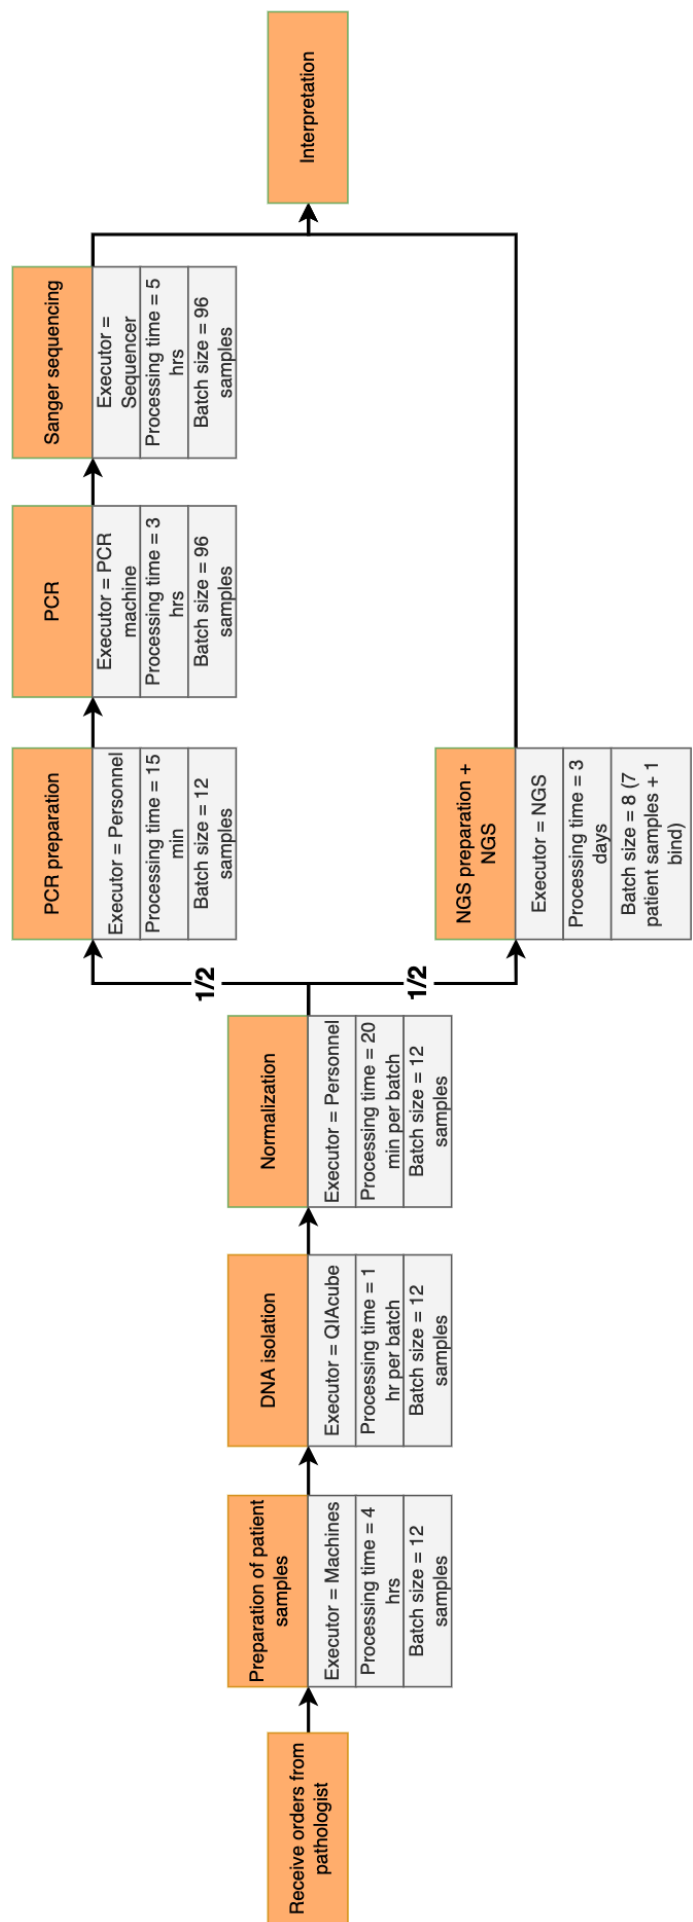 Receive orders from
pathologist
Preparation of patient
samples
Executor = Machines
Processing time = 4
hrs
Batch size = 12
samples
DNA isolation
Executor = QIAcube
Processing time = 1
hr per batch
Batch size = 12
samples
Normalization
Executor = Personnel
Processing time = 20
min per batch
Batch size = 12
samples
1/2
1/2
PCR preparation
Executor = Personnel
Processing time = 15
min
Batch size = 12
samples
PCR
Executor = PCR
machine
Processing time = 3
hrs
Batch size = 96
samples
Sanger sequencing
Executor =
Sequencer
Processing time = 5
hrs
Batch size = 96
samples
NGS preparation +
NGS
Executor = NGS
Processing time = 3
days
Batch size = 8 (7
patient samples + 1
bind)
Interpretation